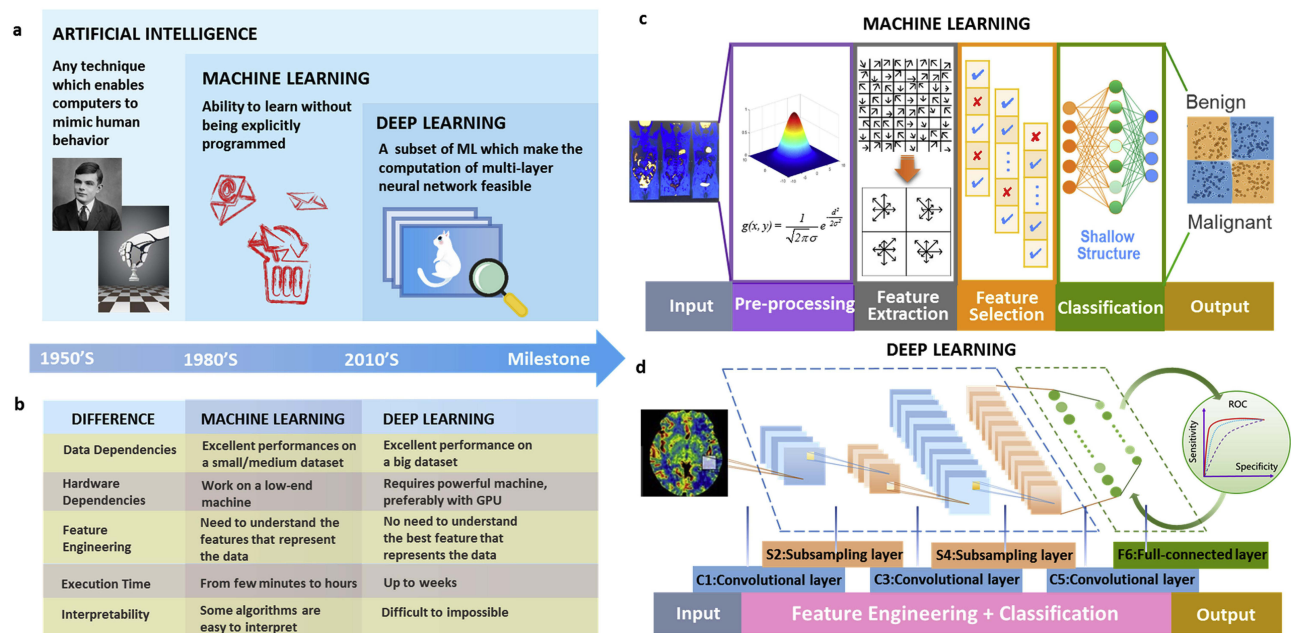 a
ARTIFICIAL INTELLIGENCE
Any technique
which enables
computers to
mimic human
behavior
MACHINE LEARNING
Ability to learn without
being explicitly
programmed
DEEP LEARNING
A subset of ML which make the
computation of multi-layer
neural network feasible
1950'S
1980'S
2010'S
Milestone
b
DIFFERENCE
MACHINE LEARNING
DEEP LEARNING
Data Dependencies
Excellent performances on
a small/medium dataset
Excellent performance on
a big dataset
Hardware
Dependencies
Work on a low-end
machine
Requires powerful machine,
preferably with GPU
Feature
Engineering
Need to understand the
features that represent
the data
No need to understand
the best feature that
represents the data
Execution Time
From few minutes to hours
Up to weeks
Interpretability
Some algorithms are
easy to interpret
Difficult to impossible
c
MACHINE LEARNING
g(x, y) = 1/√2πσ e^(d²/2σ²)
Shallow
Structure
Benign
Malignant
Input
Pre-processing
Feature
Extraction
Feature
Selection
Classification
Output
DEEP LEARNING
d
ROC
Sensitivity
Specificity
S2:Subsampling layer
S4:Subsampling layer
F6:Full-connected layer
C1:Convolutional layer
C3:Convolutional layer
C5:Convolutional layer
Input
Feature Engineering + Classification
Output